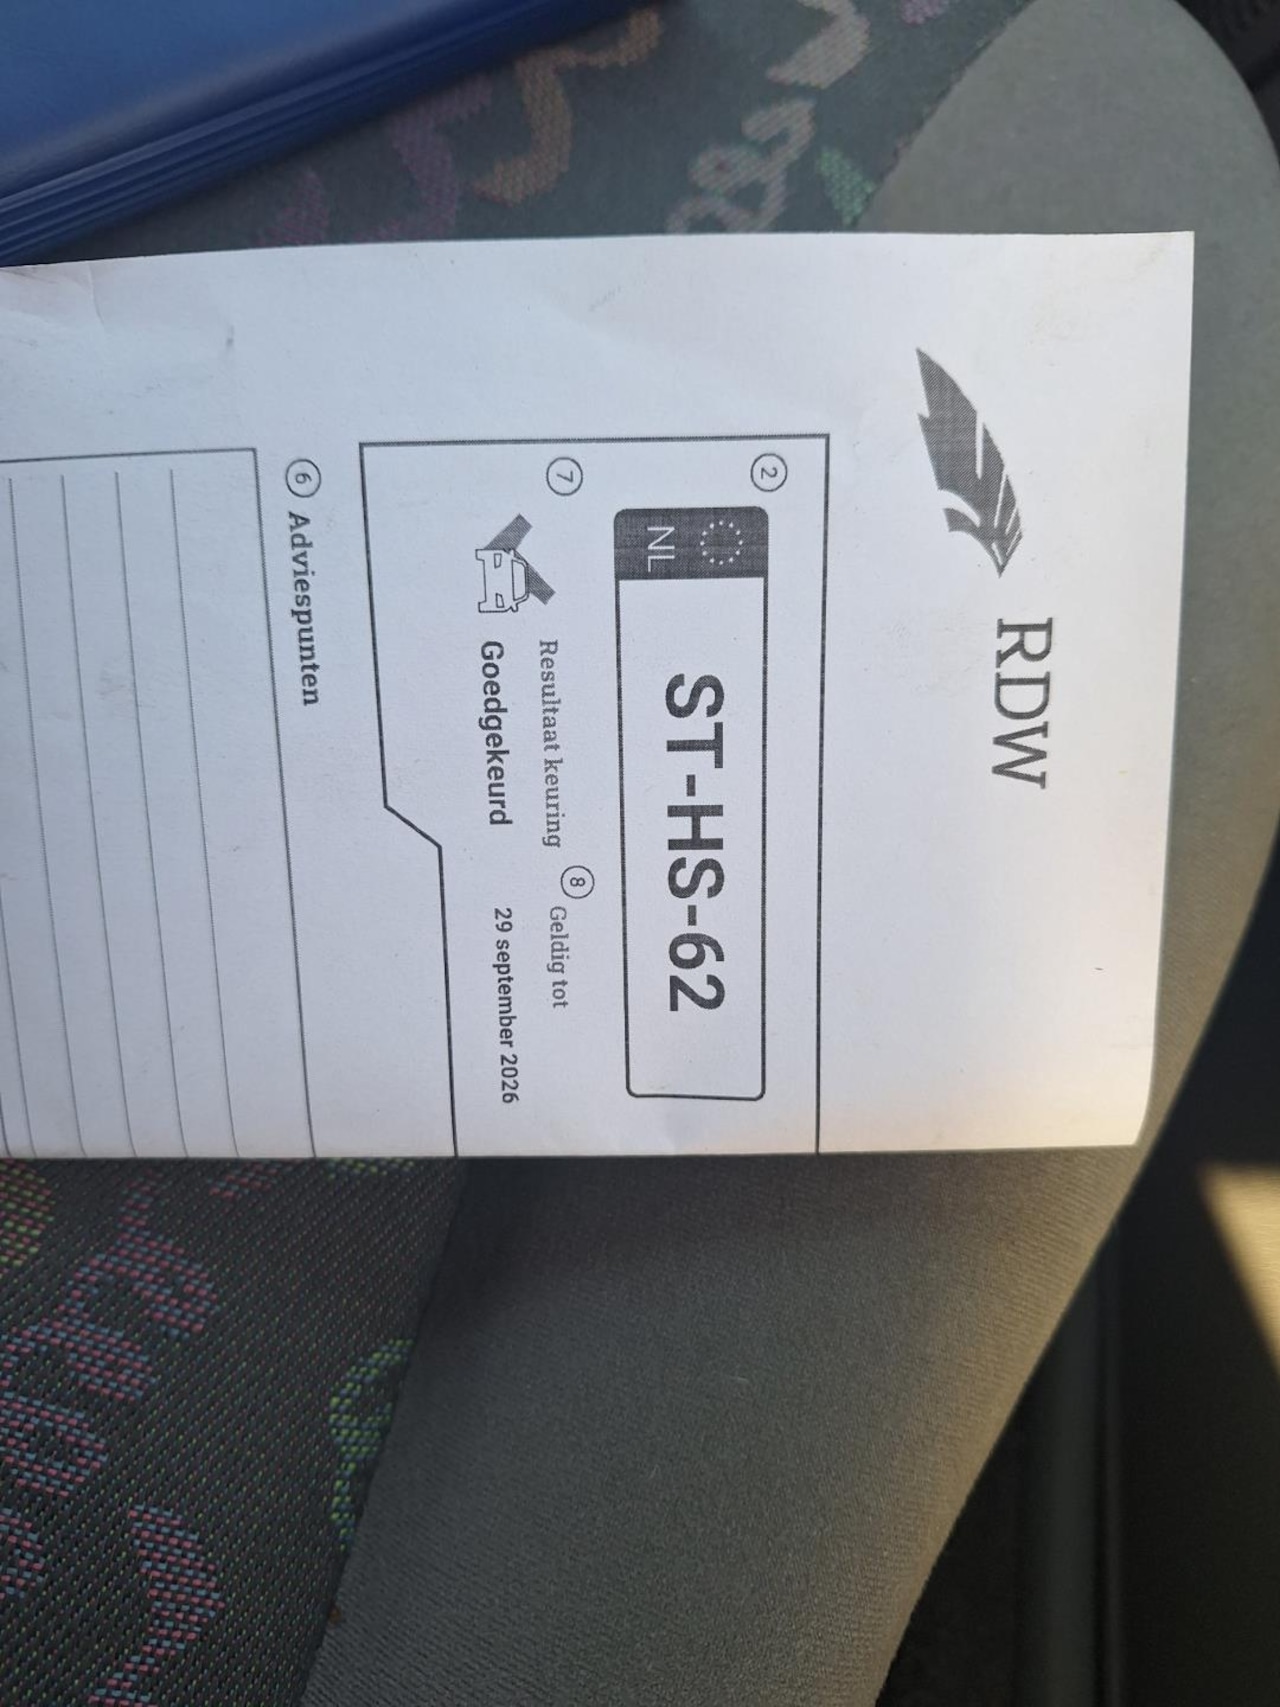 RDW
2
NL
ST-HS-62
7 Resultaat keuring
Goedgekeurd
8 Geldig tot
29 september 2026
6 Adviespunten